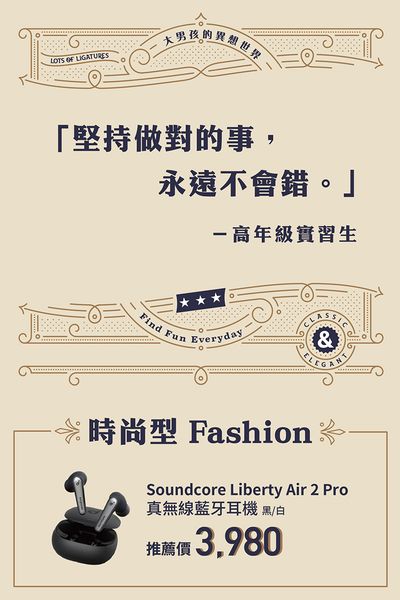 大男孩的異想世界
LOTS OF LIGATURES
「堅持做對的事，
永遠不會錯。」
－高年級實習生
Find Fun Everyday
CLASSIC
&
ELEGANT
時尚型 Fashion
Soundcore Liberty Air 2 Pro
真無線藍牙耳機 黑/白
推薦價 3,980